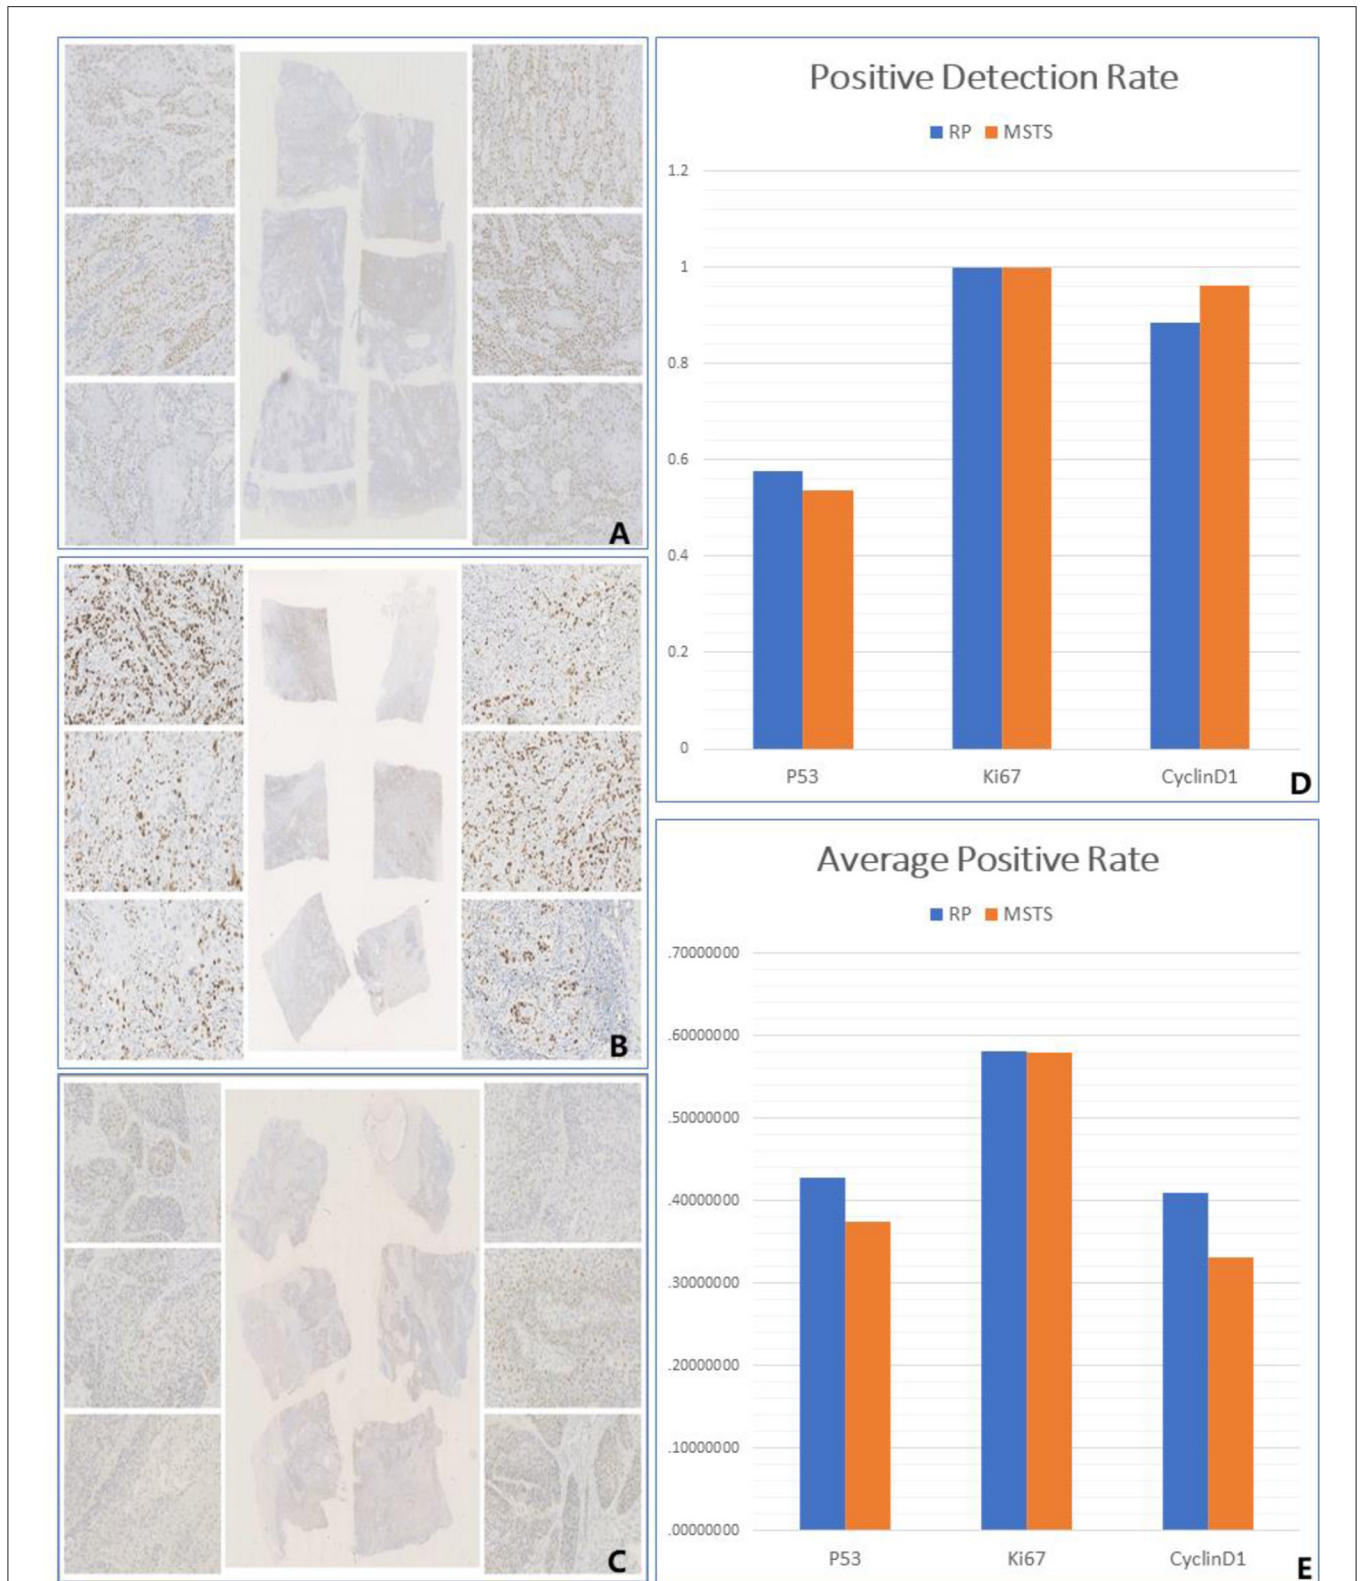 A
B
C
Positive Detection Rate
RP MSTS
1.2
1
0.8
0.6
0.4
0.2
0
P53 Ki67 CyclinD1
D
Average Positive Rate
RP MSTS
.70000000
.60000000
.50000000
.40000000
.30000000
.20000000
.10000000
.00000000
P53 Ki67 CyclinD1
E